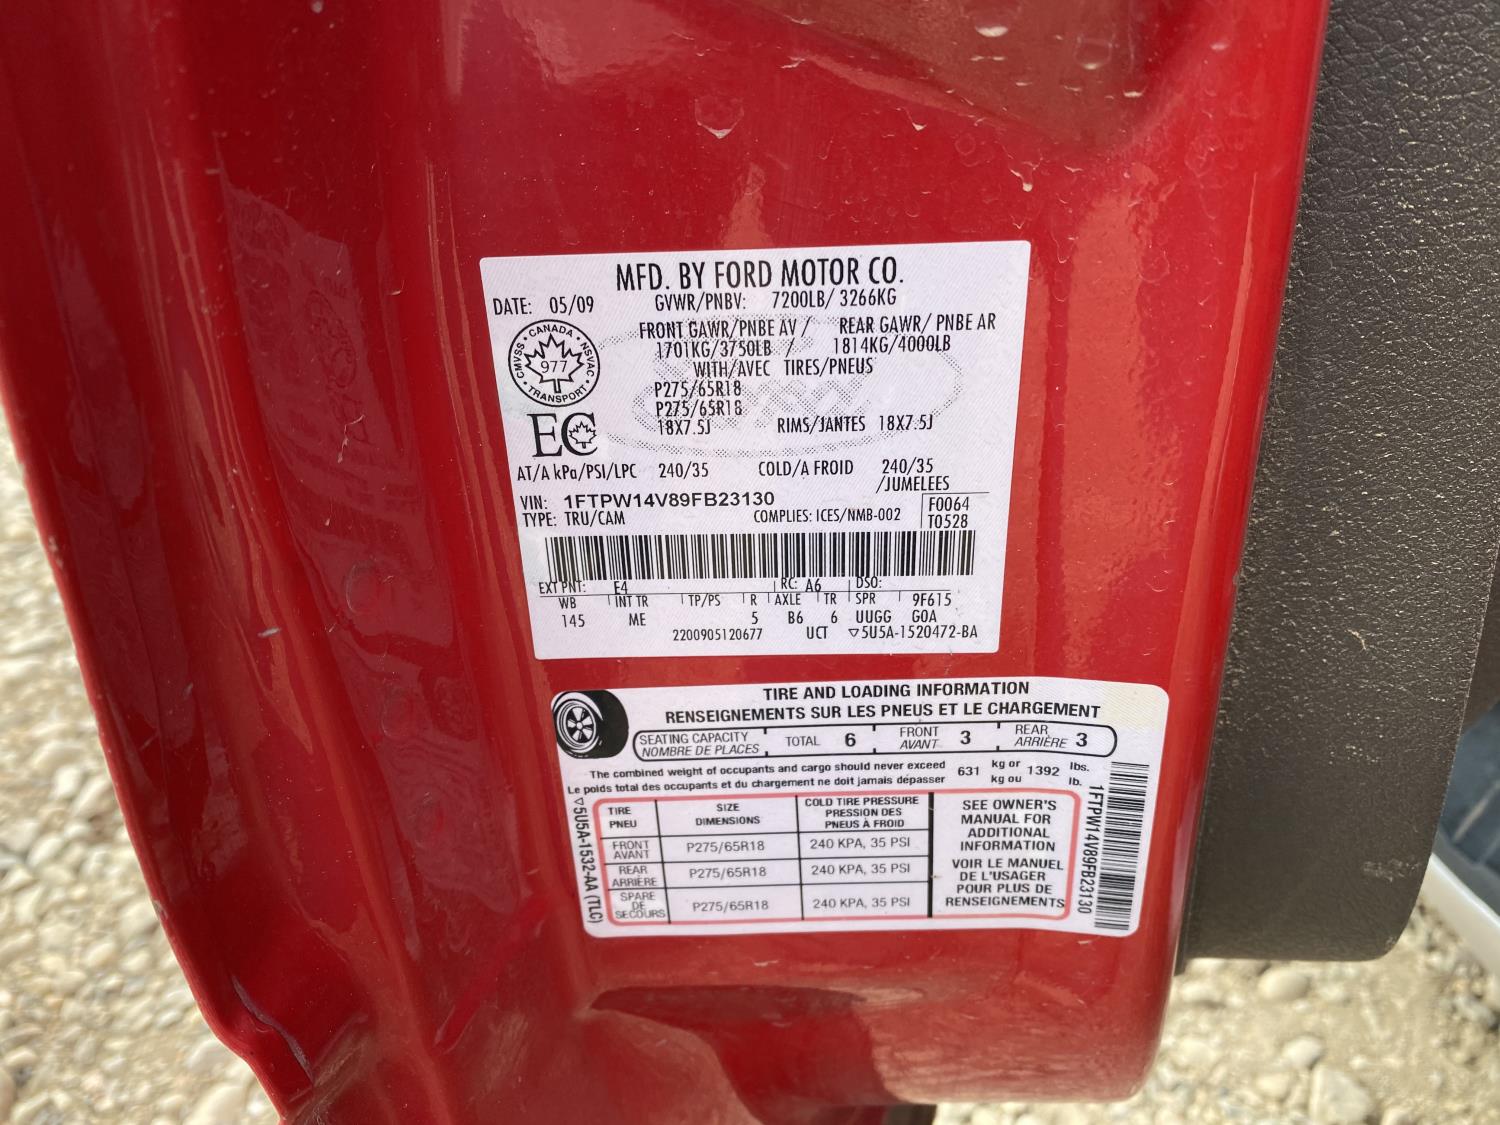 MFD. BY FORD MOTOR CO.
DATE: 05/09 GVWR/PNBV: 7200LB/ 3266KG
FRONT GAWR/PNBE AV / REAR GAWR/ PNBE AR
1701KG/3750LB / 1814KG/4000LB
WITH/AVEC TIRES/PNEUS
CANADA
CMVSS 977 NSVAC
TRANSPORT
P275/65R18
P275/65R18
EC
18X7.5J RIMS/JANTES 18X7.5J
AT/A kPa/PSI/LPC 240/35 COLD/A FROID 240/35
/JUMELEES
VIN: 1FTPW14V89FB23130 F0064
TYPE: TRU/CAM COMPLIES: ICES/NMB-002 T0528
EXT PNT: E4 RC: A6 DSO:
WB INT TR TP/PS R AXLE TR SPR 9F615
145 ME 5 B6 6 UUGG GOA
2200905120677 UCT ▽5U5A-1520472-BA
TIRE AND LOADING INFORMATION
RENSEIGNEMENTS SUR LES PNEUS ET LE CHARGEMENT
SEATING CAPACITY TOTAL 6 FRONT 3 REAR 3
NOMBRE DE PLACES AVANT ARRIÈRE
The combined weight of occupants and cargo should never exceed 631 kg or 1392 lbs.
Le poids total des occupants et du chargement ne doit jamais dépasser kg ou lb.
▽5U5A-1532-AA (TLC)
TIRE SIZE COLD TIRE PRESSURE
PNEU DIMENSIONS PRESSION DES
PNEUS À FROID
FRONT P275/65R18 240 KPA, 35 PSI
AVANT
REAR P275/65R18 240 KPA, 35 PSI
ARRIÈRE
SPARE P275/65R18 240 KPA, 35 PSI
DE
SECOURS
SEE OWNER'S
MANUAL FOR
ADDITIONAL
INFORMATION
VOIR LE MANUEL
DE L'USAGER
POUR PLUS DE
RENSEIGNEMENTS
1FTPW14V89FB23130